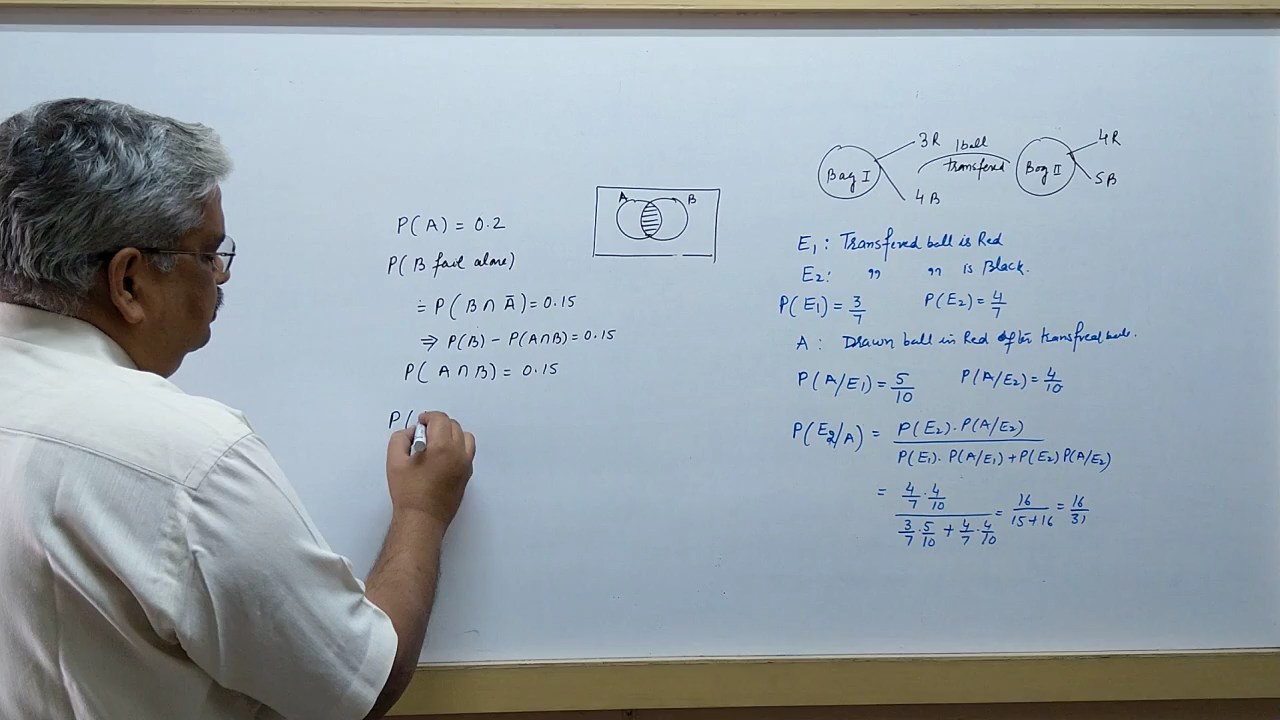 P(A) = 0.2
P(B fail alone)
= P(B∩Ā) = 0.15
⇒ P(B) - P(A∩B) = 0.15
P(A∩B) = 0.15
P(
A B
3R 1 ball 4R
Bag I transfered Bag II
4B 5B
E₁: Transfered ball is Red
E₂: ,, ,, is Black.
P(E₁) = 3/7 P(E₂) = 4/7
A: Drawn ball is Red after transfred
P(A/E₁) = 5/10 P(A/E₂) = 4/10
P(E₂/A) = P(E₂).P(A/E₂)
P(E₁).P(A/E₁)+P(E₂)P(A/E₂)
= 4/7 . 4/10
3/7 . 5/10 + 4/7 . 4/10 = 16/15+16 = 16/31